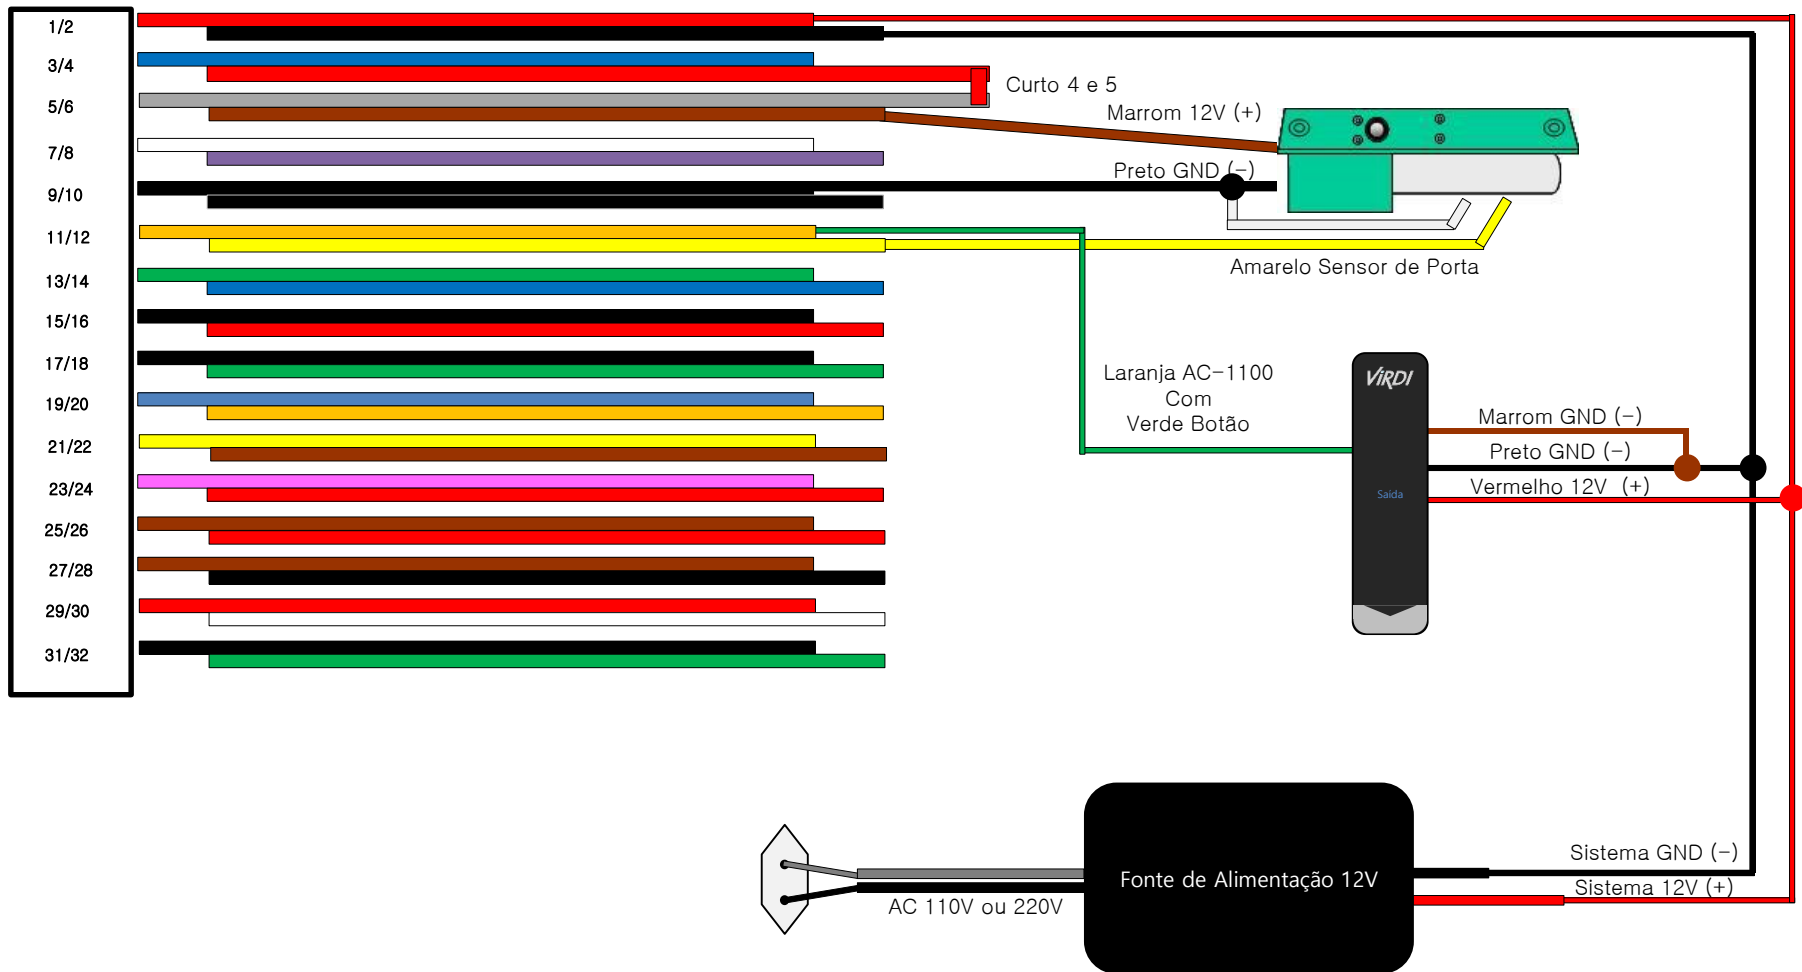 1/2
3/4
5/6
7/8
9/10
11/12
13/14
15/16
17/18
19/20
21/22
23/24
25/26
27/28
29/30
31/32
Curto 4 e 5
Marrom 12V (+)
Preto GND (-)
Amarelo Sensor de Porta
Laranja AC-1100
Com
Verde Botão
ViRDI
Saida
Marrom GND (-)
Preto GND (-)
Vermelho 12V (+)
Fonte de Alimentação 12V
AC 110V ou 220V
Sistema GND (-)
Sistema 12V (+)